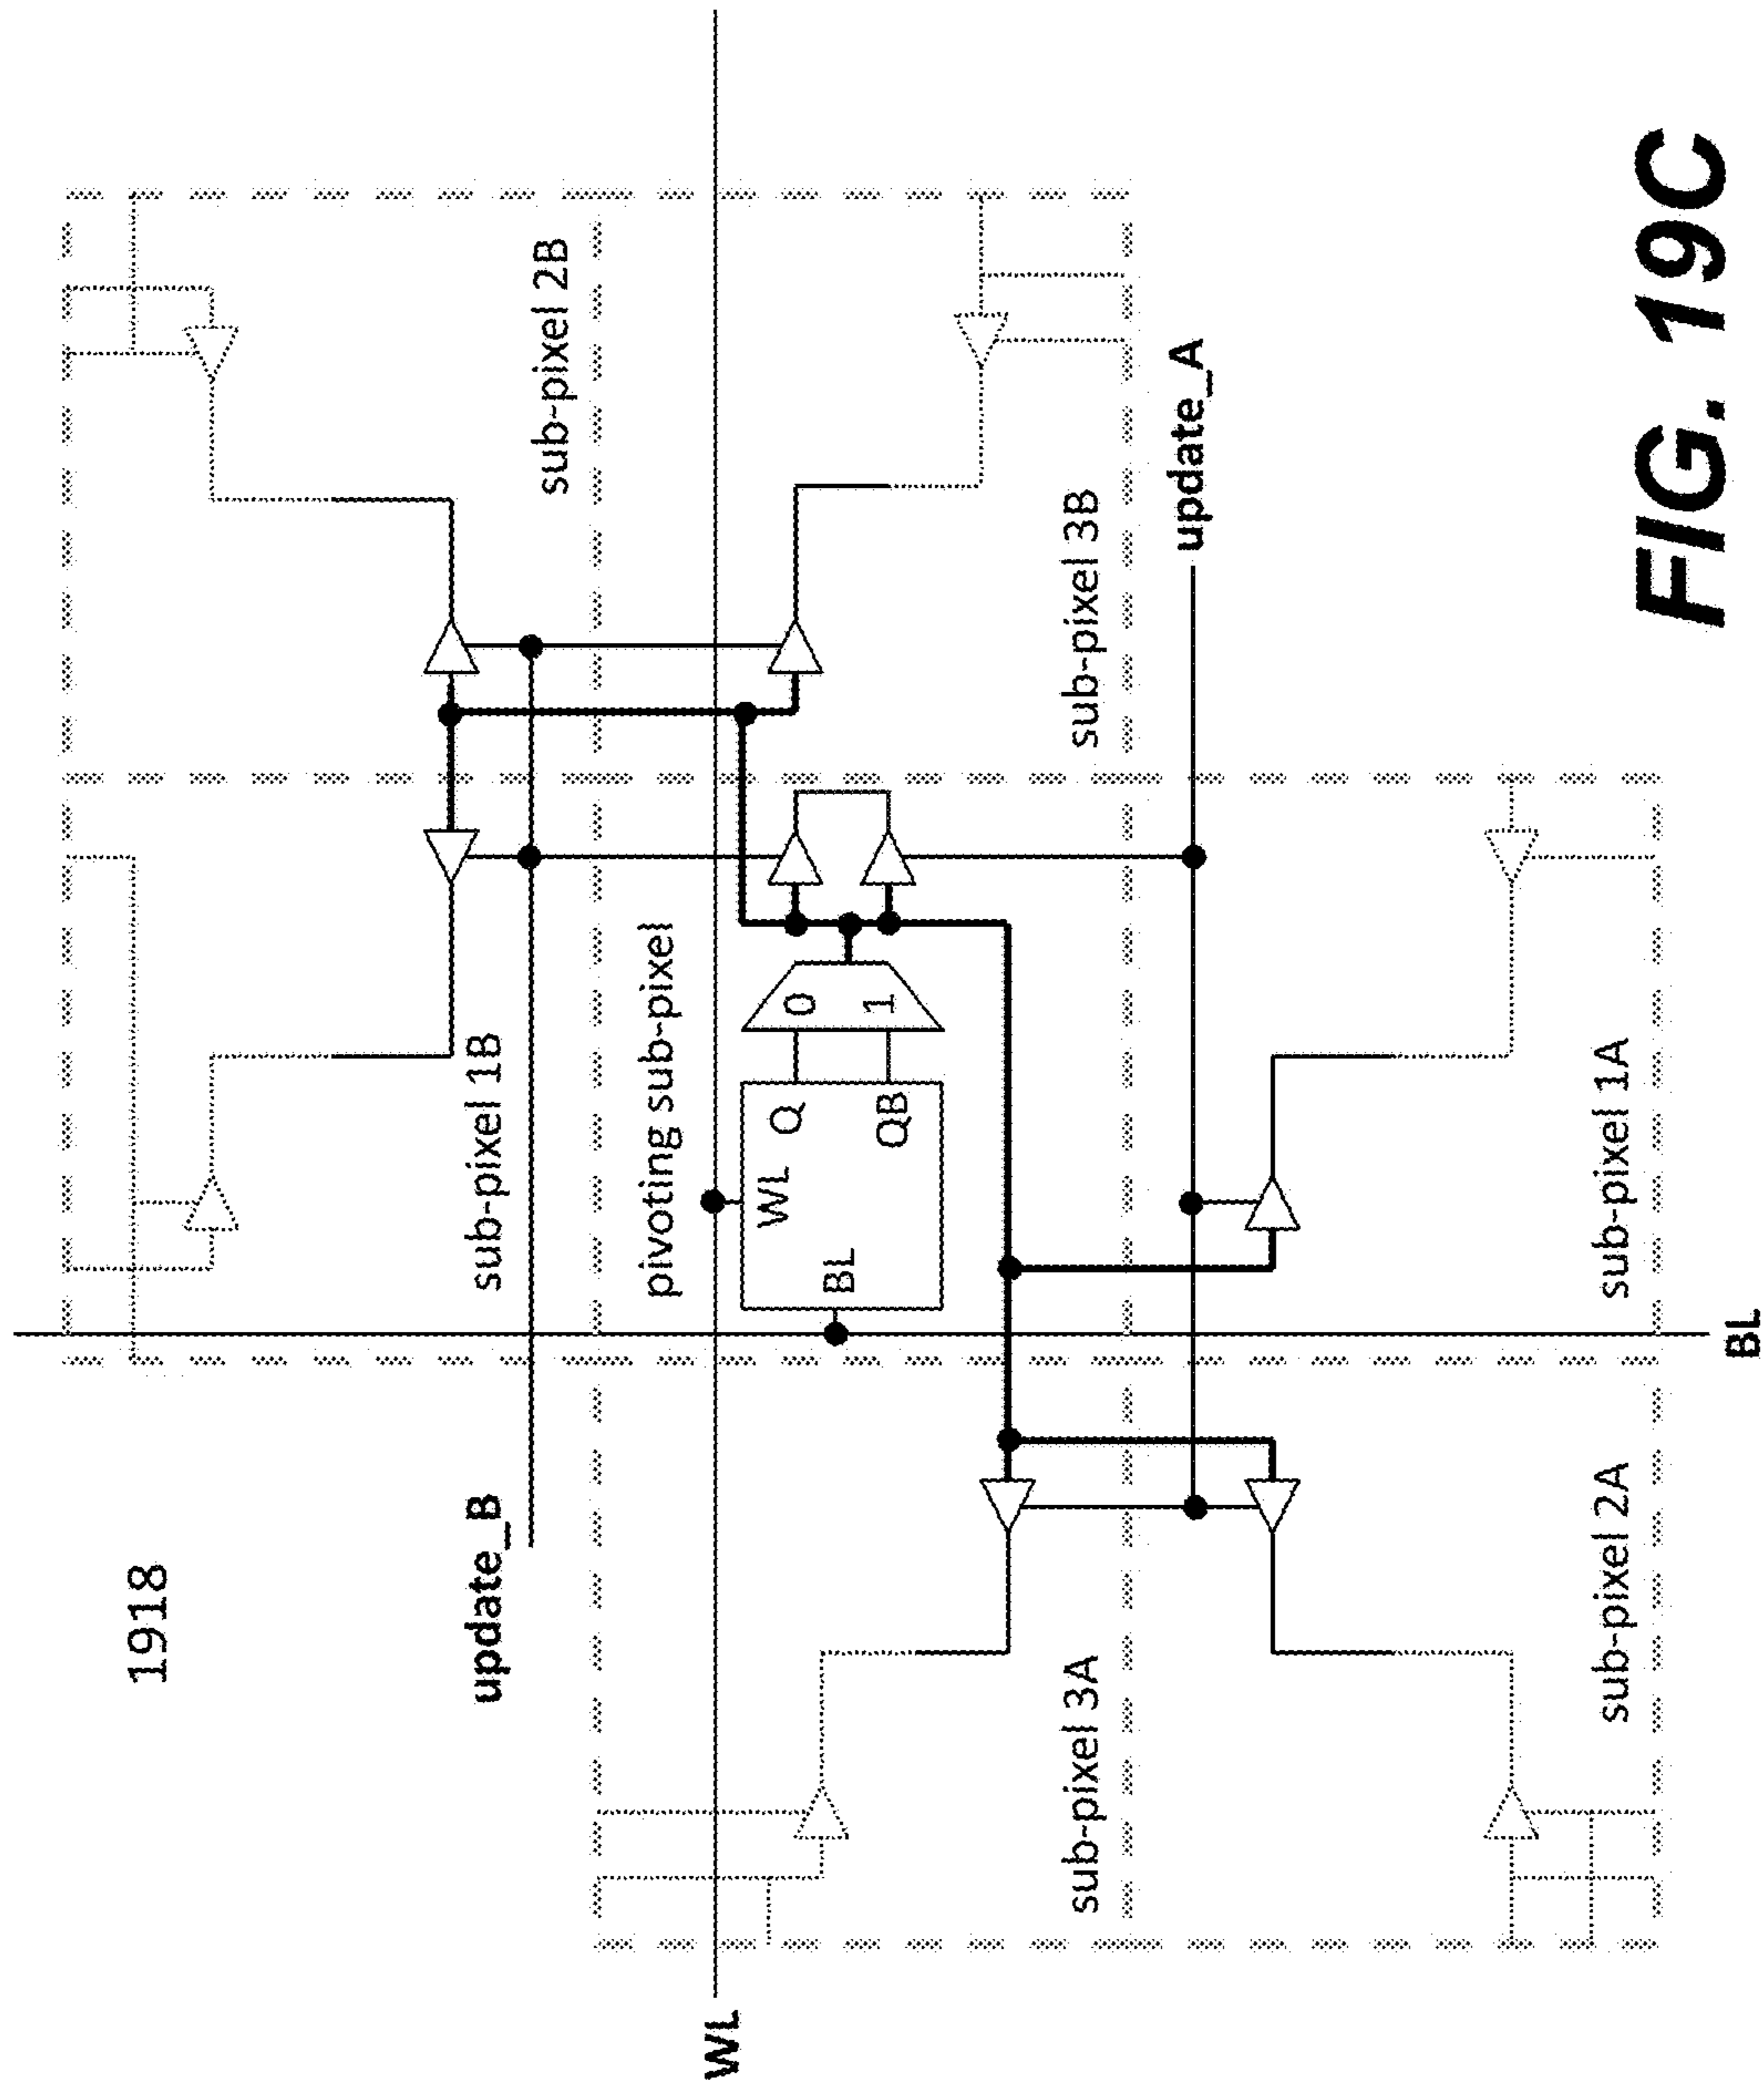 1918
update_B
sub-pixel 1B
sub-pixel 2B
pivoting sub-pixel
WL
WL
Q
0
BL
QB
1
sub-pixel 3A
sub-pixel 3B
update_A
sub-pixel 2A
sub-pixel 1A
BL
FIG. 19C